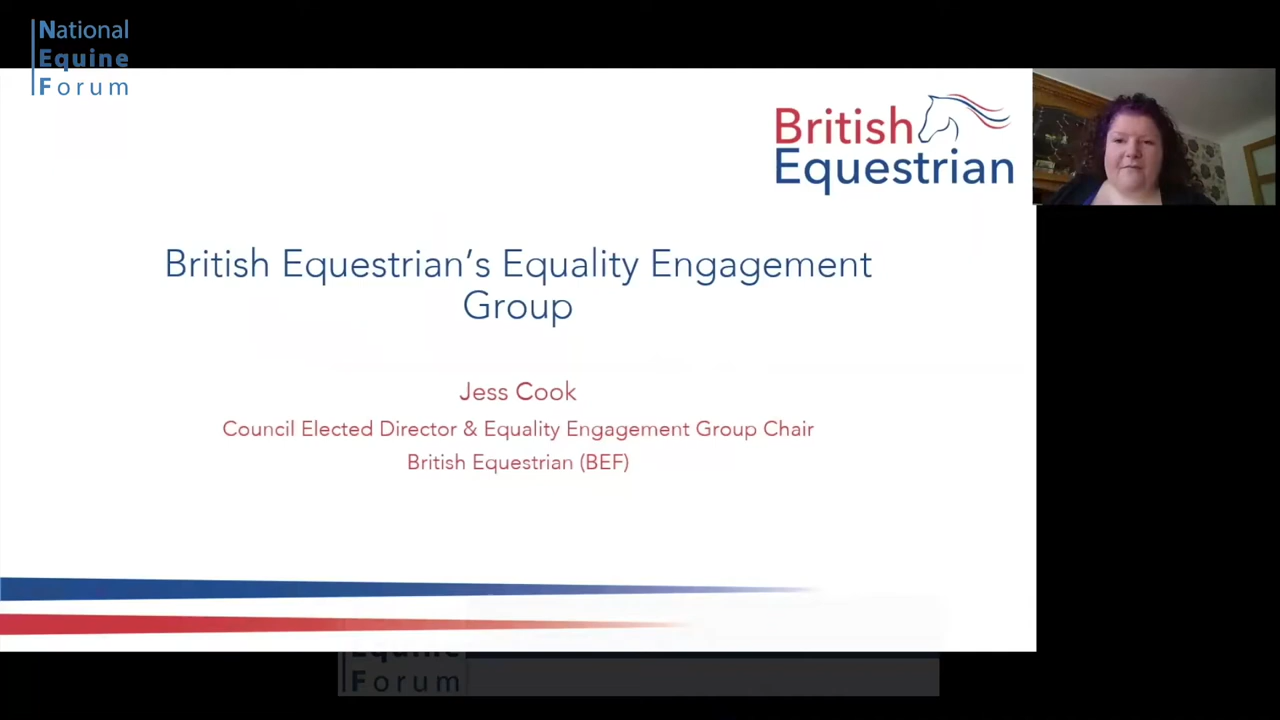 National
Equine
Forum
British
Equestrian
British Equestrian's Equality Engagement
Group
Jess Cook
Council Elected Director & Equality Engagement Group Chair
British Equestrian (BEF)
Equine
Forum